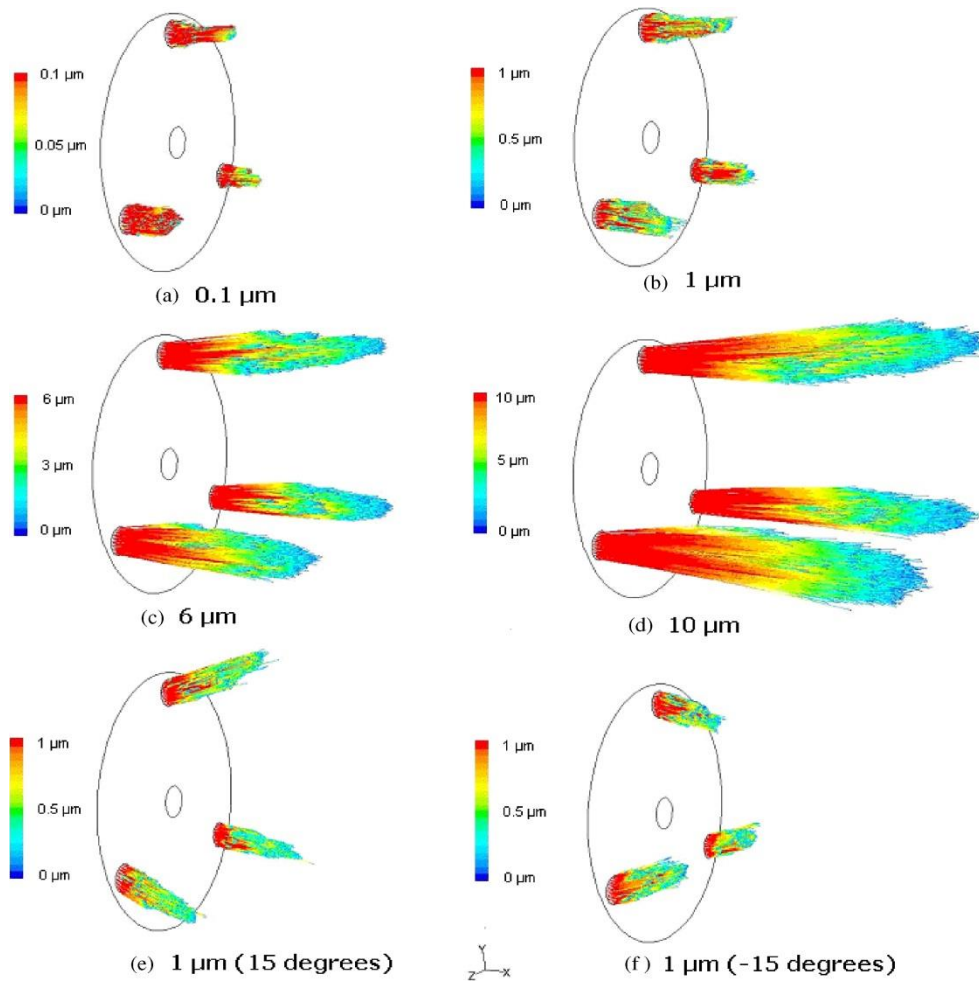 0.1 µm
0.05 µm
0 µm
(a) 0.1 µm
1 µm
0.5 µm
0 µm
(b) 1 µm
6 µm
3 µm
0 µm
(c) 6 µm
10 µm
5 µm
0 µm
(d) 10 µm
1 µm
0.5 µm
0 µm
(e) 1 µm (15 degrees)
Y
Z X
1 µm
0.5 µm
0 µm
(f) 1 µm (-15 degrees)